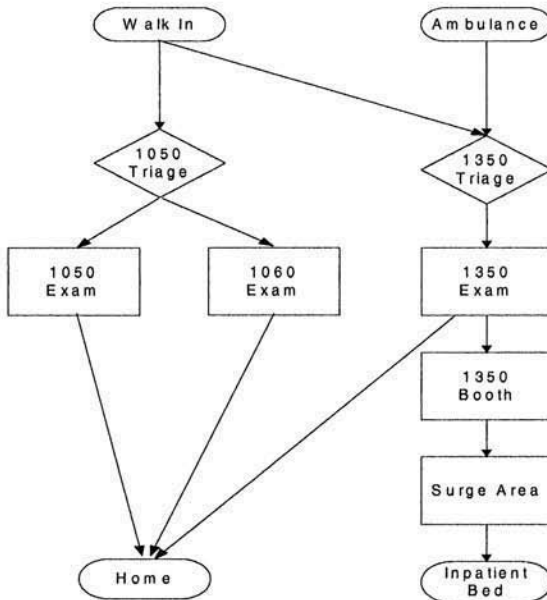 Walk In
Ambulance
1050
Triage
1350
Triage
1050
Exam
1060
Exam
1350
Exam
1350
Booth
Surge Area
Home
Inpatient
Bed